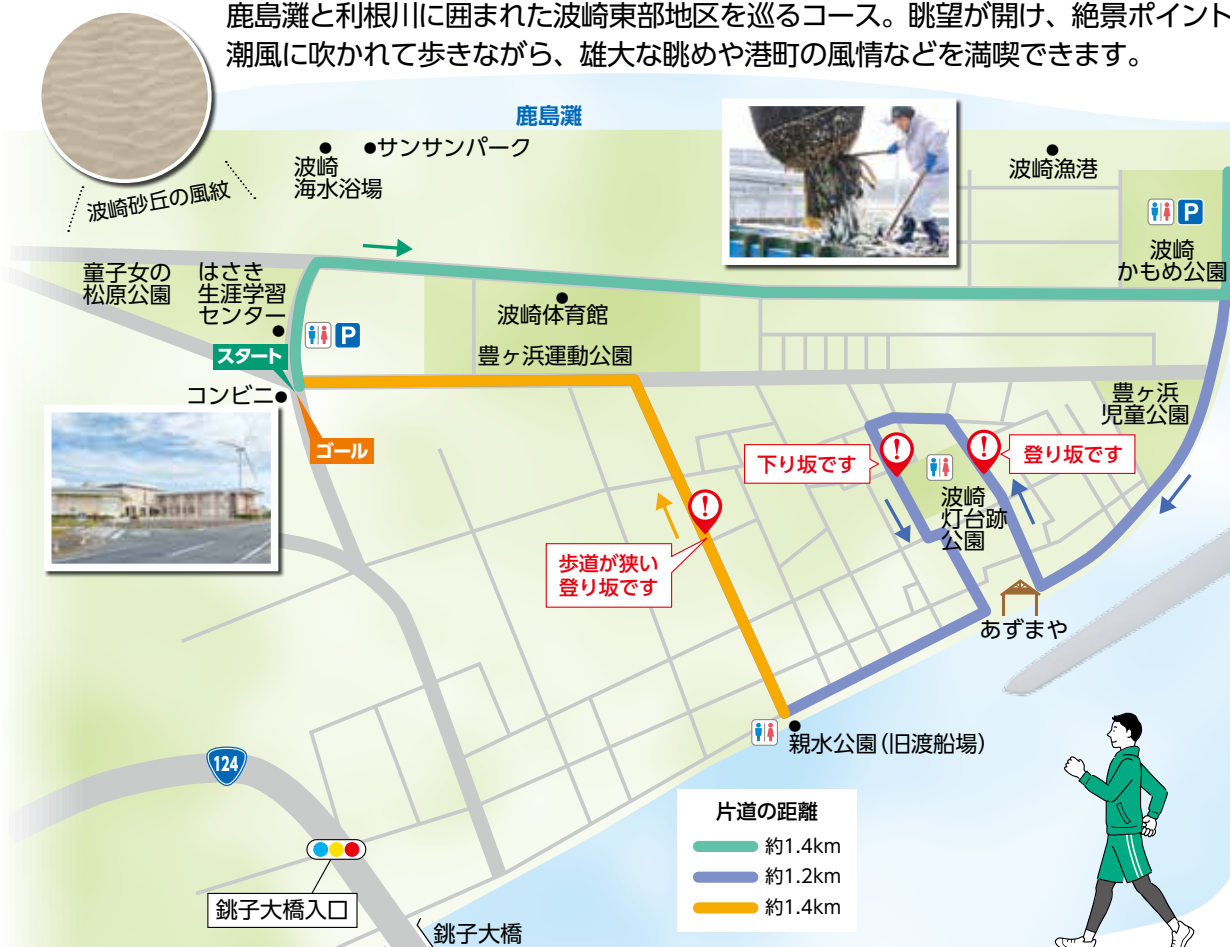 鹿島灘と利根川に囲まれた波崎東部地区を巡るコース。眺望が開け、絶景ポイント
潮風に吹かれて歩きながら、雄大な眺めや港町の風情などを満喫できます。
鹿島灘
波崎砂丘の風紋
波崎
海水浴場
サンサンパーク
波崎漁港
P
波崎
かもめ公園
童子女の
松原公園
はさき
生涯学習
センター
P
スタート
コンビニ
ゴール
波崎体育館
豊ヶ浜運動公園
豊ヶ浜
児童公園
下り坂です
!
!
登り坂です
波崎
灯台跡
公園
!
歩道が狭い
登り坂です
あずまや
親水公園(旧渡船場)
124
銚子大橋入口
銚子大橋
片道の距離
約1.4km
約1.2km
約1.4km